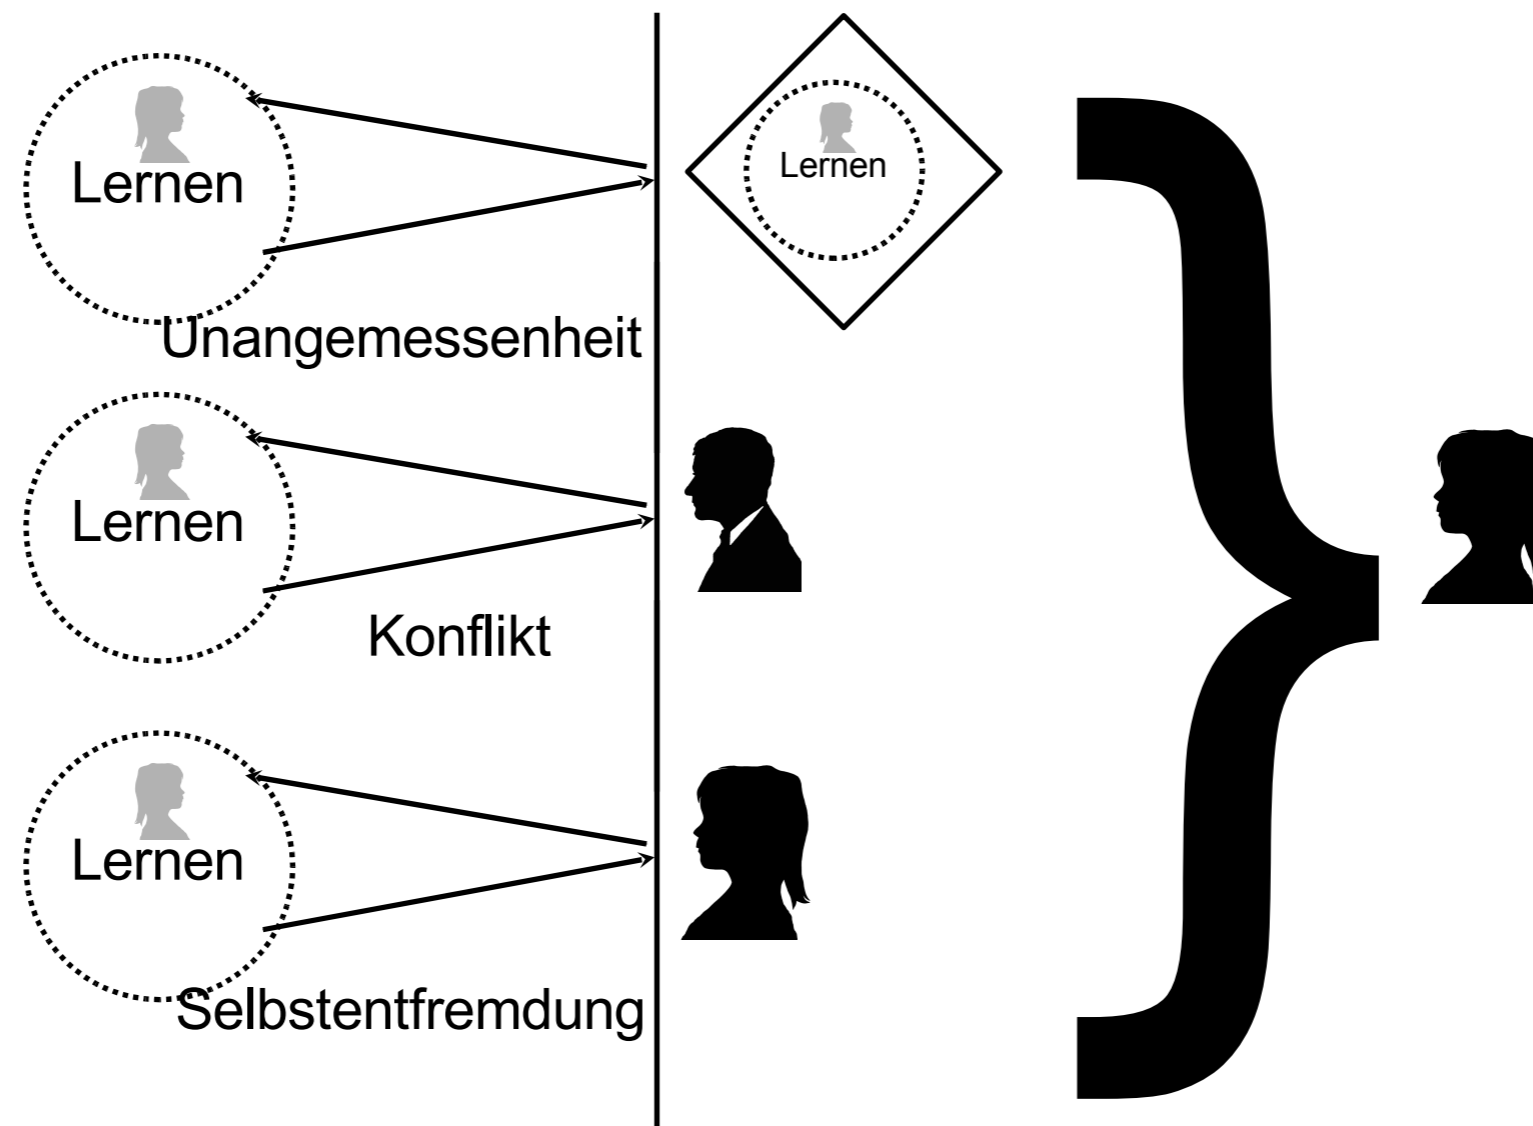 Lernen
Lernen
Unangemessenheit
Lernen
Konflikt
Lernen
Selbstentfremdung